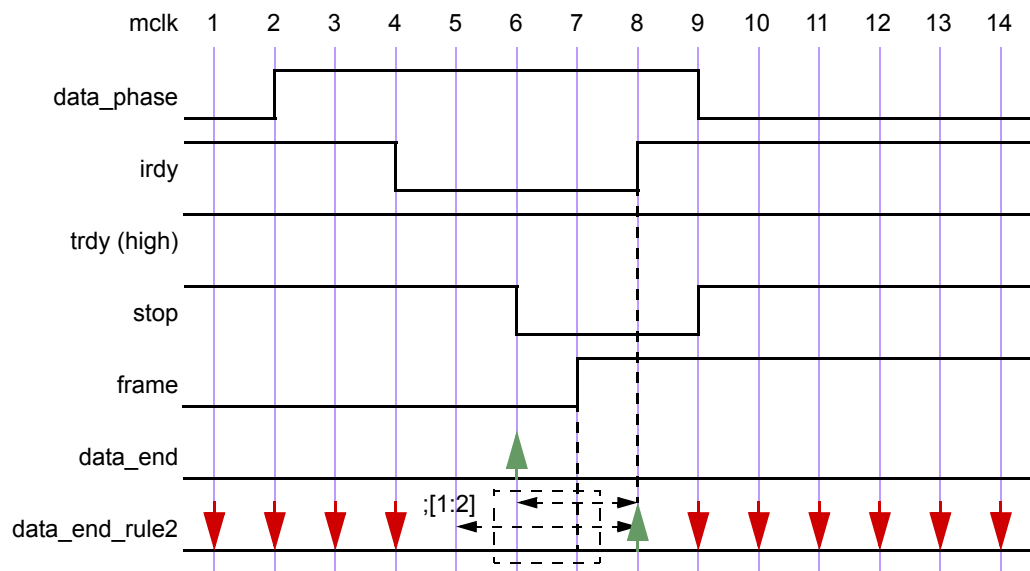 mclk 1 2 3 4 5 6 7 8 9 10 11 12 13 14
data_phase
irdy
trdy (high)
stop
frame
data_end
;[1:2]
data_end_rule2